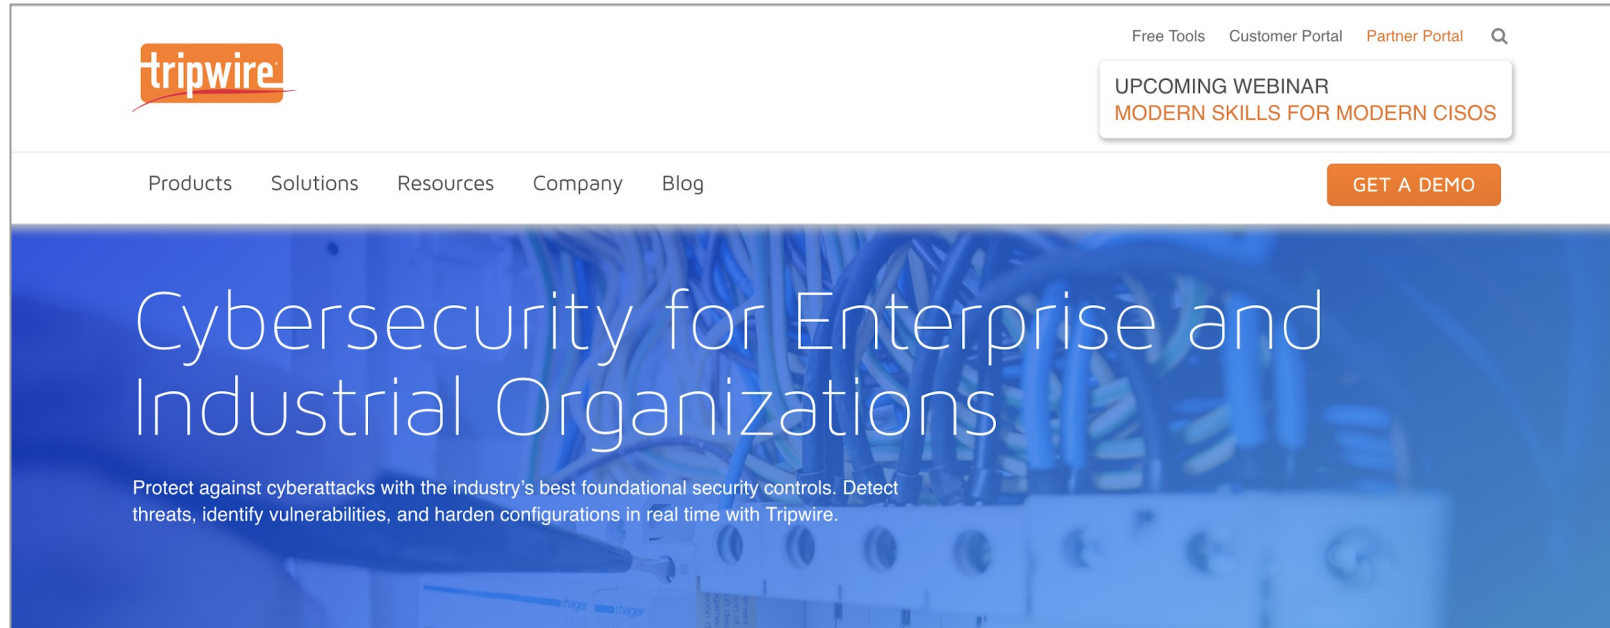 tripwire
Free Tools Customer Portal Partner Portal
UPCOMING WEBINAR
MODERN SKILLS FOR MODERN CISOS
Products Solutions Resources Company Blog
GET A DEMO
Cybersecurity for Enterprise and
Industrial Organizations
Protect against cyberattacks with the industry’s best foundational security controls. Detect
threats, identify vulnerabilities, and harden configurations in real time with Tripwire.
:hager :hager